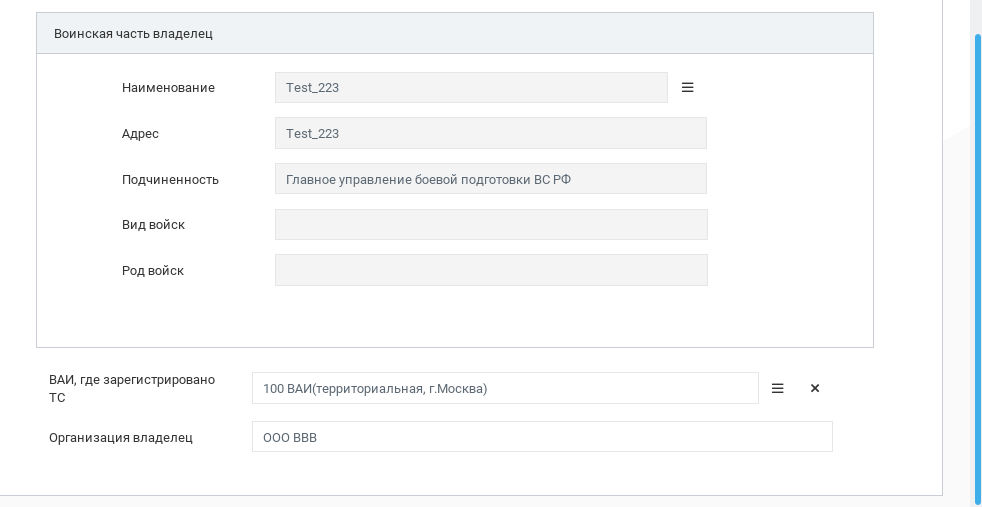 Воинская часть владелец
Наименование Test_223
Адрес Test_223
Подчиненность Главное управление боевой подготовки ВС РФ
Вид войск
Род войск
ВАИ, где зарегистрировано
ТС
100 ВАИ(территориальная, г.Москва)
Организация владелец ООО ВВВ